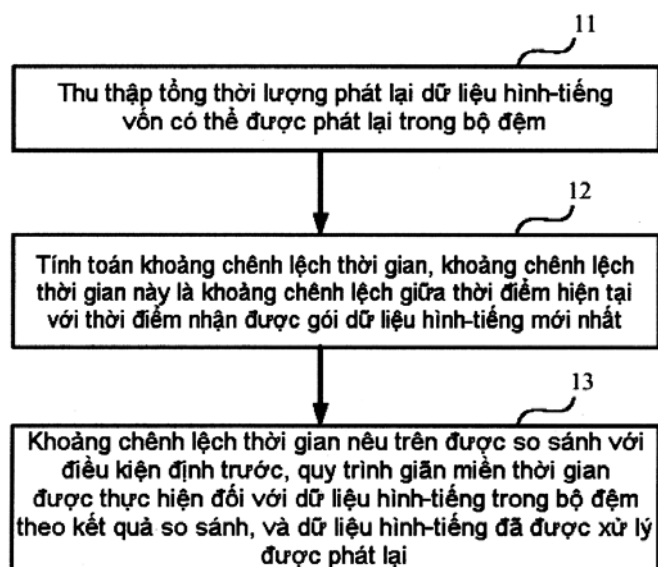 11
Thu thập tổng thời lượng phát lại dữ liệu hình-tiếng
vốn có thể được phát lại trong bộ đệm
12
Tính toán khoảng chênh lệch thời gian, khoảng chênh lệch
thời gian này là khoảng chênh lệch giữa thời điểm hiện tại
với thời điểm nhận được gói dữ liệu hình-tiếng mới nhất
13
Khoảng chênh lệch thời gian nêu trên được so sánh với
điều kiện định trước, quy trình giãn miền thời gian
được thực hiện đối với dữ liệu hình-tiếng trong bộ đệm
theo kết quả so sánh, và dữ liệu hình-tiếng đã được xử lý
được phát lại